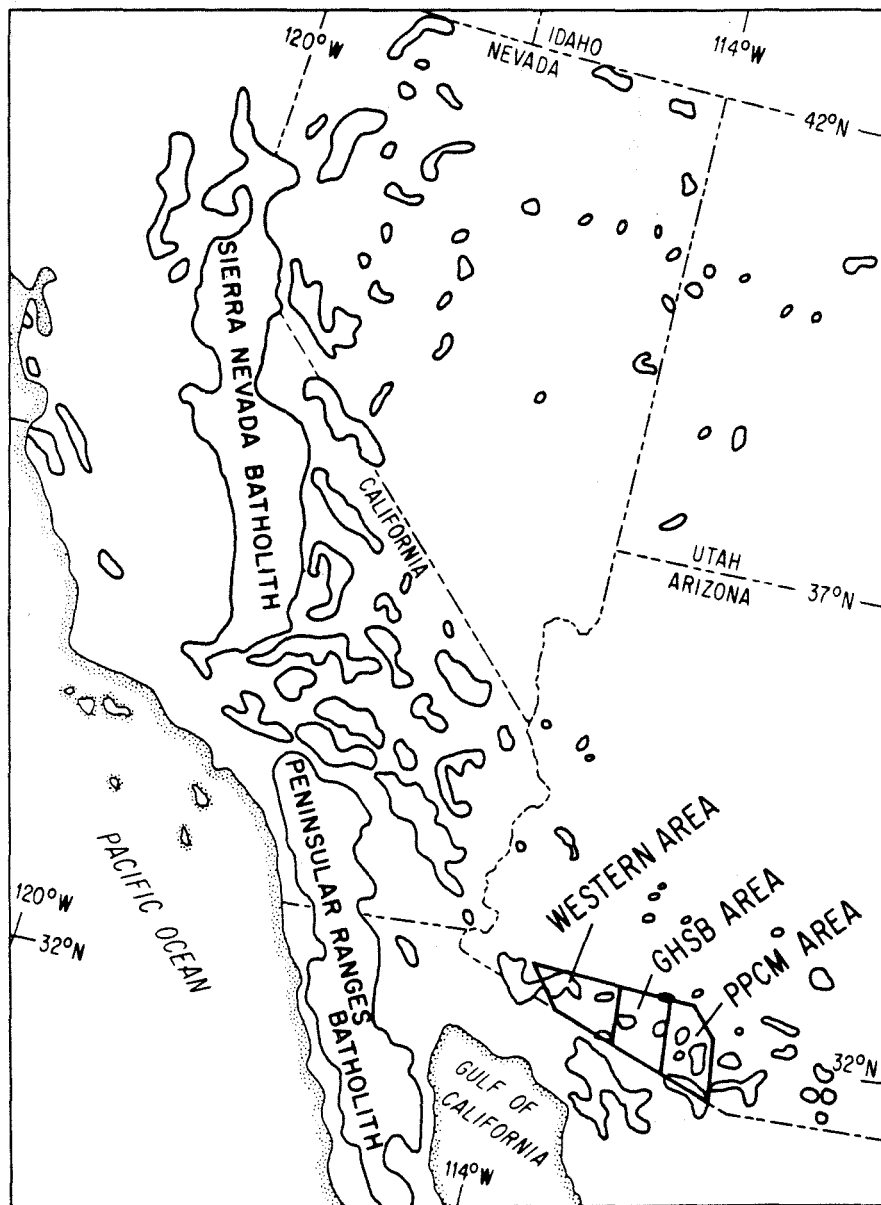 120°W
IDAHO
NEVADA
114°W
42°N
SIERRA NEVADA BATHOLITH
CALIFORNIA
UTAH
ARIZONA
37°N
PENINSULAR RANGES
BATHOLITH
PACIFIC OCEAN
120°W
32°N
WESTERN AREA
GHSB AREA
PPCM AREA
32°N
GULF OF
CALIFORNIA
114°W